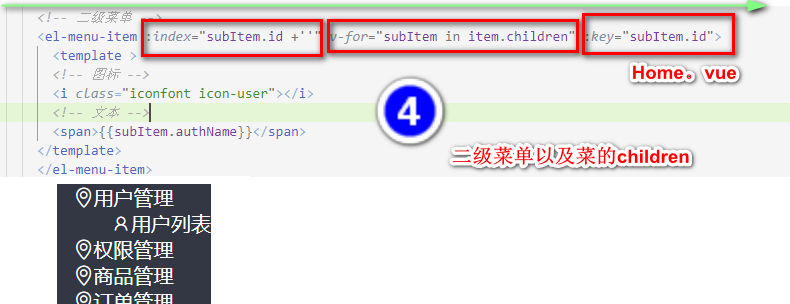 <!-- 二级菜单 -->
<el-menu-item :index="subItem.id +''" v-for="subItem in item.children" :key="subItem.id">
<template >
<!-- 图标 -->
<i class="iconfont icon-user"></i>
<!-- 文本 -->
<span>{{subItem.authName}}</span>
</template>
</el-menu-item>
Home。vue
4
二级菜单以及菜的children
用户管理
用户列表
权限管理
商品管理
订单管理